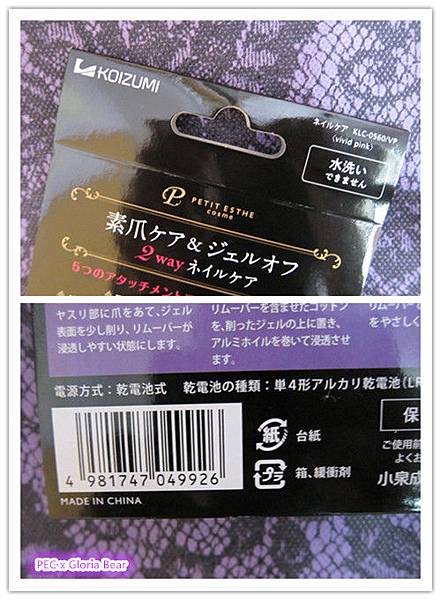 KOIZUMI
ネイルケア KLC-0560/VP
(vivid pink)
水洗い
できません
PETIT ESTHE
cosme
素爪ケア&ジェルオフ
2wayネイルケア
5つのアタッチメント
ヤスリ部に爪をあて、ジェル
表面を少し削り、リムーバーが
浸透しやすい状態にします。
リムーバーを含ませたコットン
を、削ったジェルの上に置き、
アルミホイルを巻いて浸透させ
ます。
リムーバー
をやさしく
電源方式:乾電池式 乾電池の種類:単4形アルカリ乾電池(LR
4 981747 049926
MADE IN CHINA
紙 台紙
プラ 箱、緩衝剤
保
ご使用前
よくお
小泉成
PEC x Gloria Bear